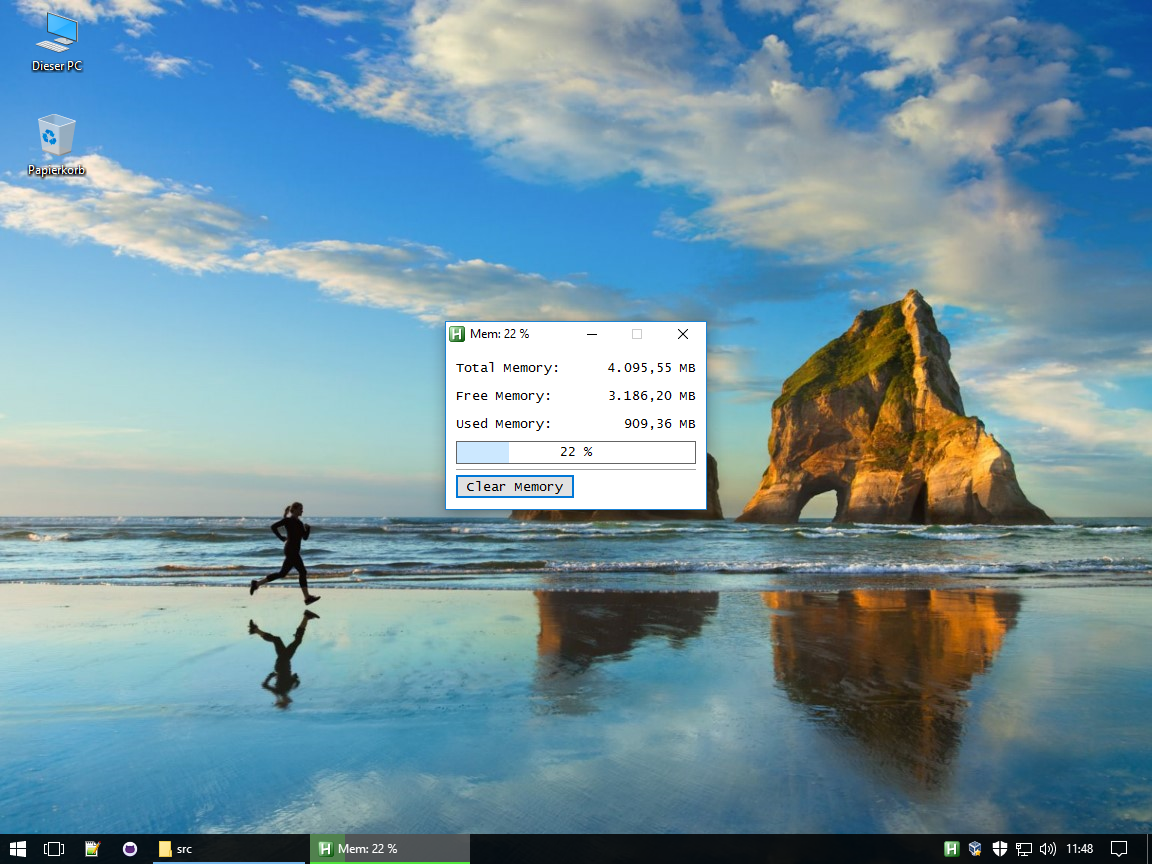 Dieser PC
Papierkorb
Mem: 22 %
Total Memory: 4.095,55 MB
Free Memory: 3.186,20 MB
Used Memory: 909,36 MB
22 %
Clear Memory
src
Mem: 22 %
11:48